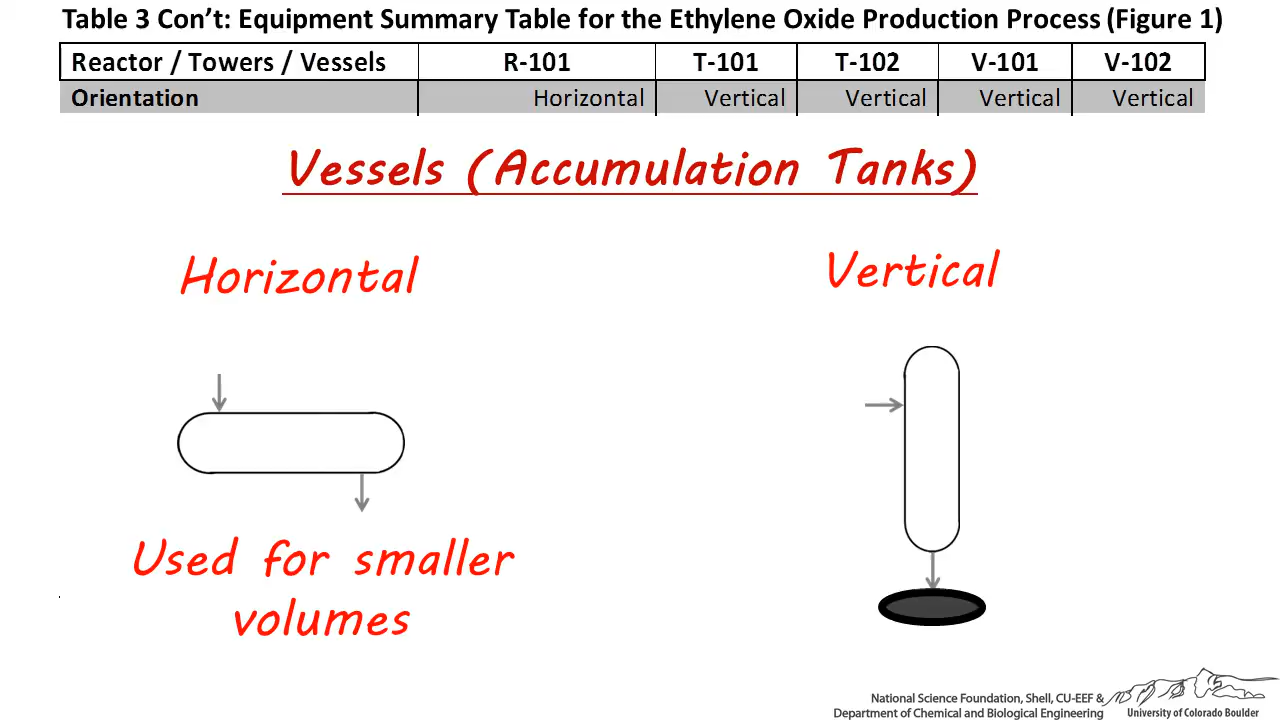 Table 3 Con’t: Equipment Summary Table for the Ethylene Oxide Production Process (Figure 1)
Reactor / Towers / Vessels R-101 T-101 T-102 V-101 V-102
Orientation Horizontal Vertical Vertical Vertical Vertical
Vessels (Accumulation Tanks)
Horizontal
Vertical
Used for smaller
volumes
National Science Foundation, Shell, CU-EEF &
Department of Chemical and Biological Engineering
University of Colorado Boulder